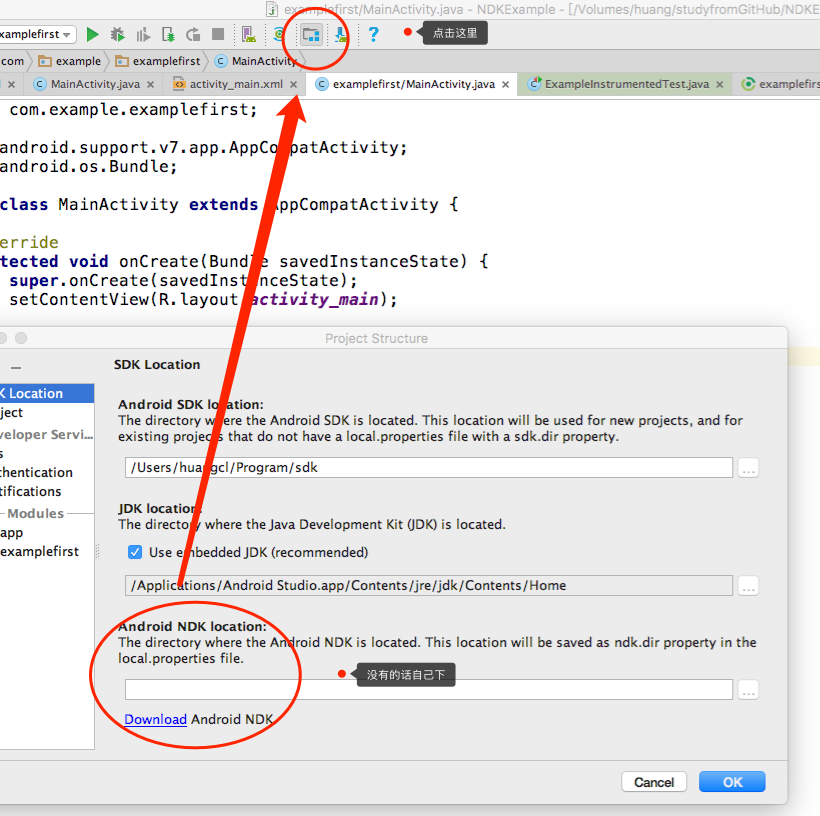 examplefirst/MainActivity.java - NDKExample - [/Volumes/huang/studyfromGitHub/NDKE
xamplefirst
?
点击这里
com
example
examplefirst
MainActivity
MainActivity.java
activity_main.xml
examplefirst/MainActivity.java
ExampleInstrumentedTest.java
examplefirs
com.example.examplefirst;
android.support.v7.app.AppCompatActivity;
android.os.Bundle;
class MainActivity extends AppCompatActivity {
erride
tected void onCreate(Bundle savedInstanceState) {
super.onCreate(savedInstanceState);
setContentView(R.layout.activity_main);
Project Structure
K Location
ject
veloper Servi...
s
thentication
tifications
Modules
app
examplefirst
SDK Location
Android SDK location:
The directory where the Android SDK is located. This location will be used for new projects, and for
existing projects that do not have a local.properties file with a sdk.dir property.
/Users/huangcl/Program/sdk
...
JDK location:
The directory where the Java Development Kit (JDK) is located.
Use embedded JDK (recommended)
/Applications/Android Studio.app/Contents/jre/jdk/Contents/Home
...
Android NDK location:
The directory where the Android NDK is located. This location will be saved as ndk.dir property in the
local.properties file.
没有的话自己下
...
Download Android NDK
Cancel
OK